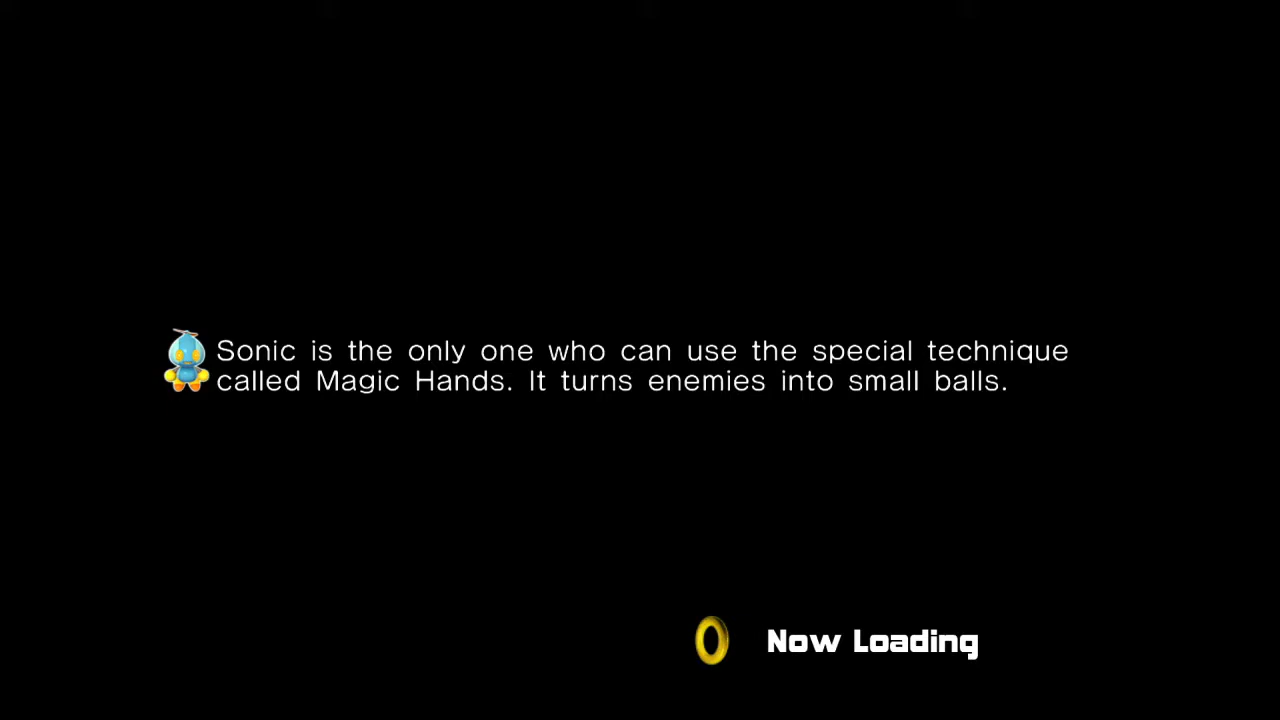 Sonic is the only one who can use the special technique
called Magic Hands. It turns enemies into small balls.
Now Loading